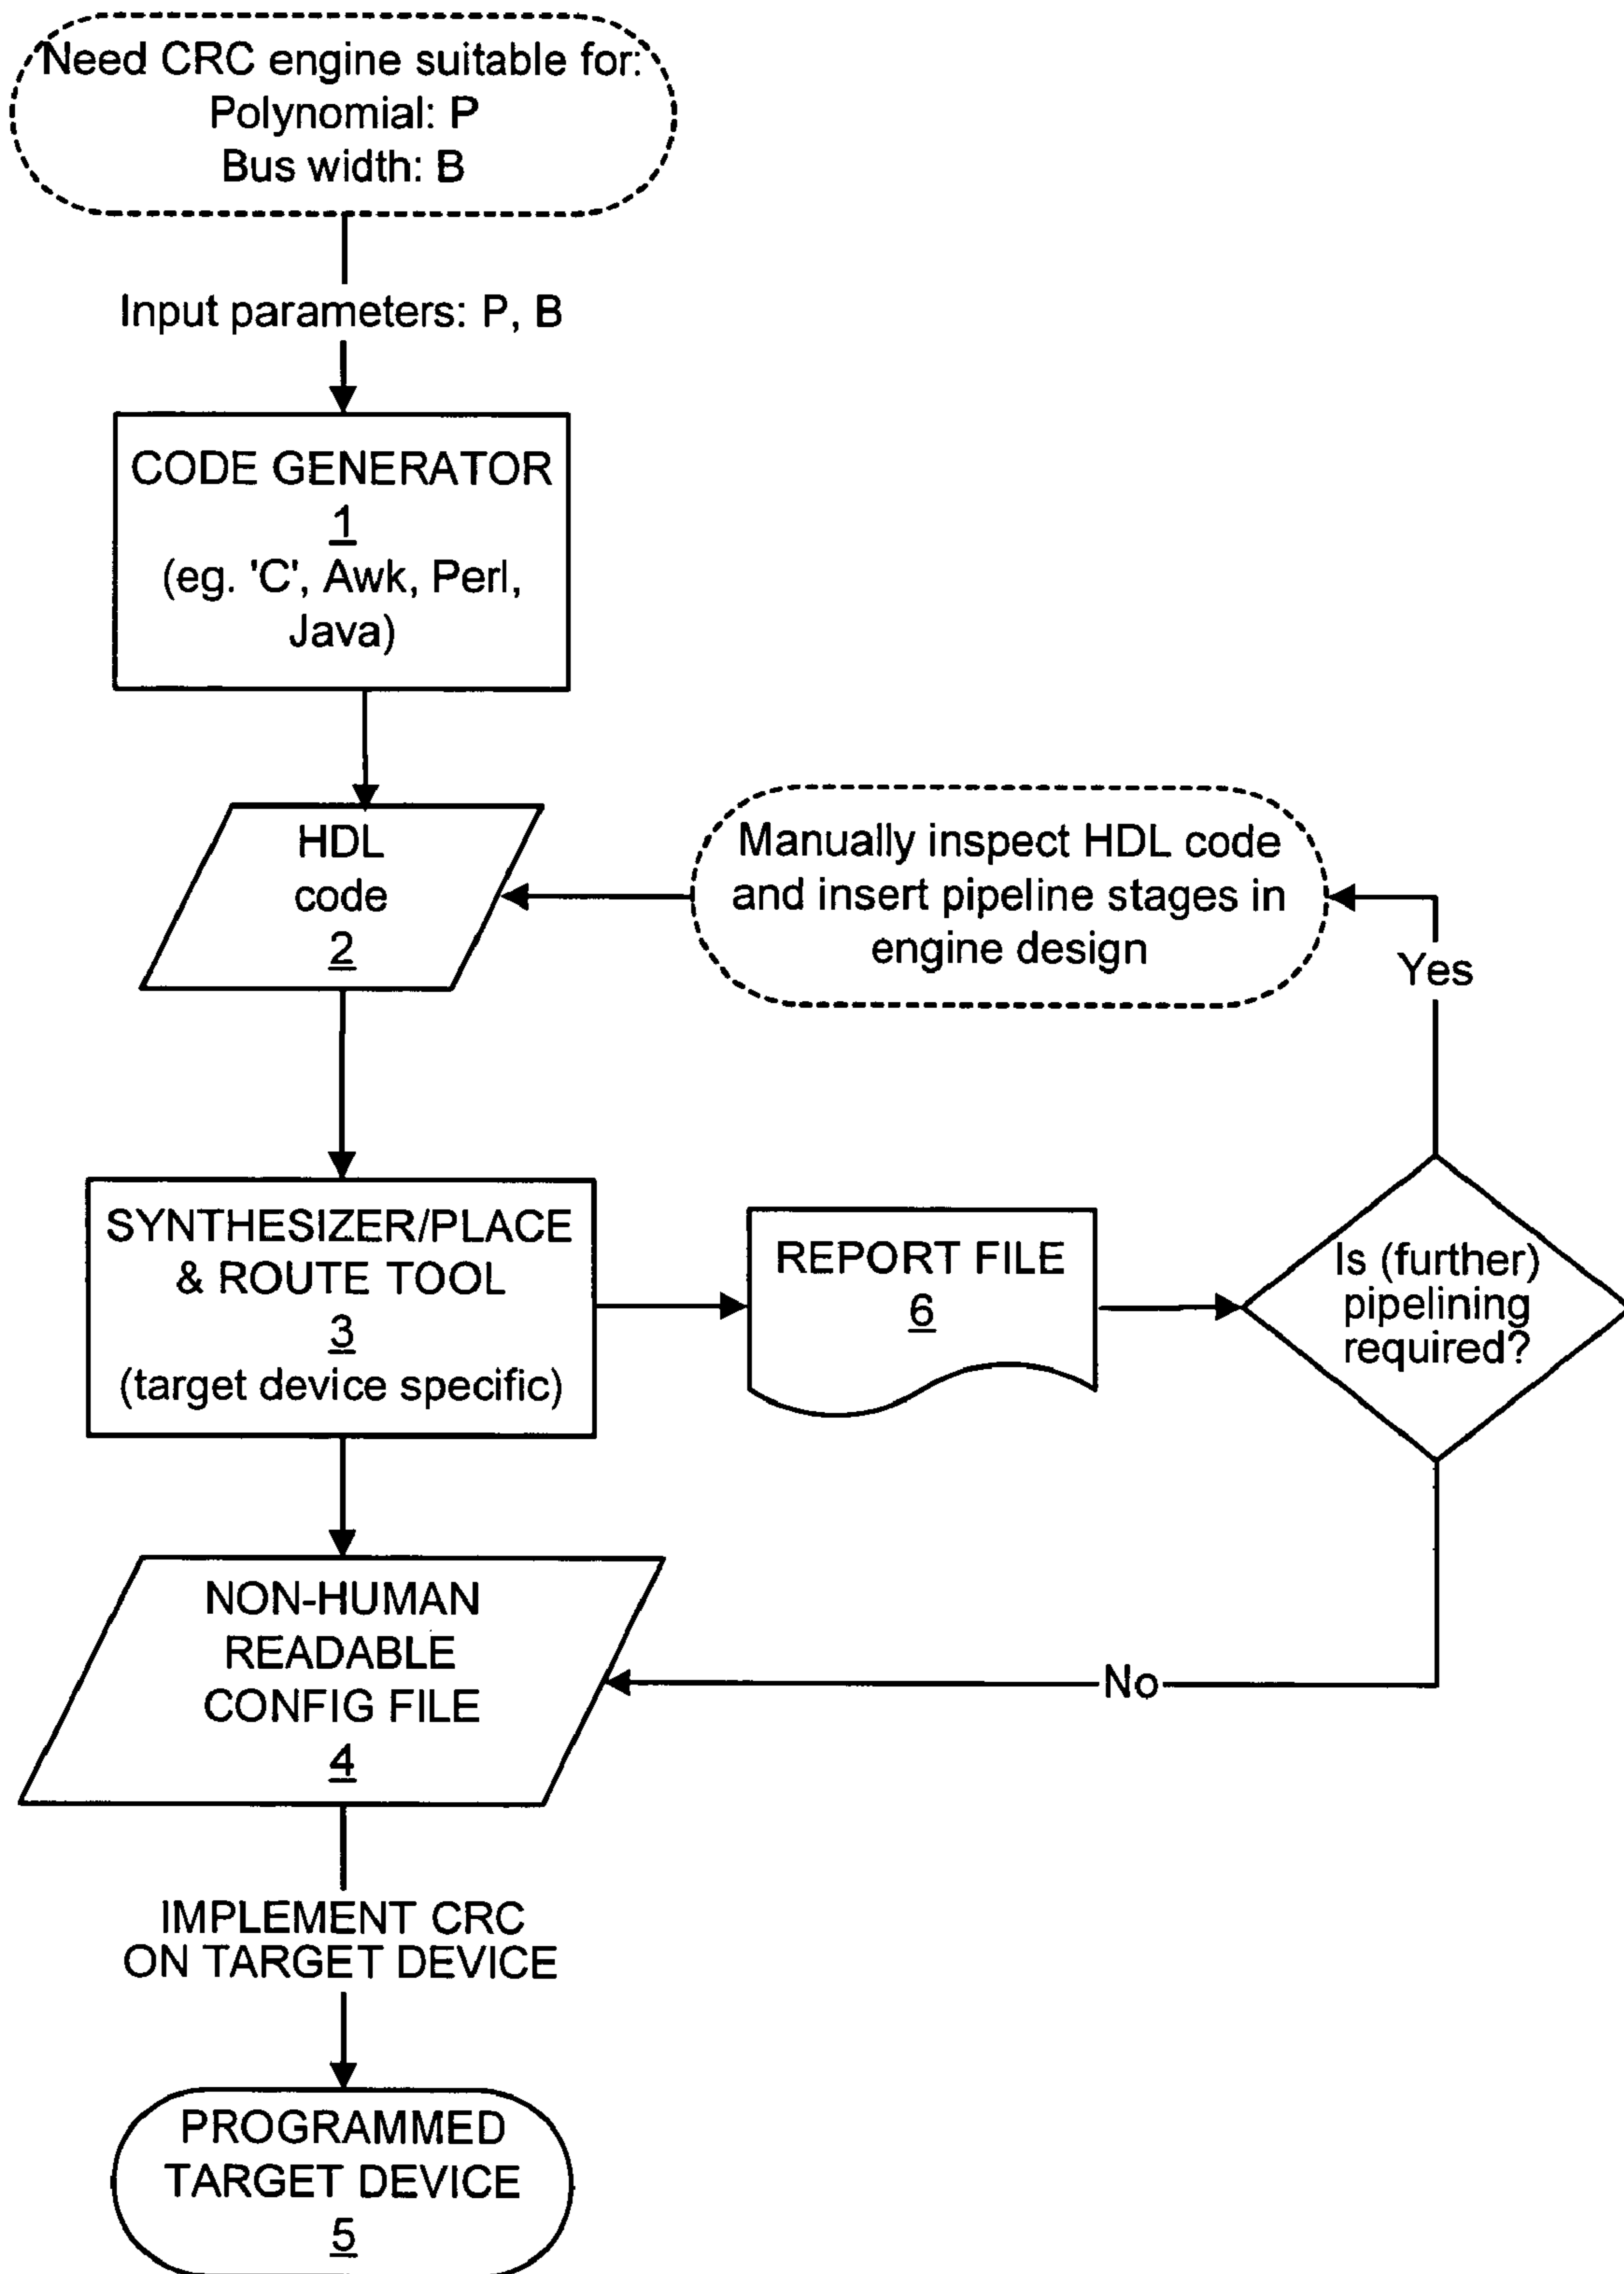 Need CRC engine suitable for:
Polynomial: P
Bus width: B
Input parameters: P, B
CODE GENERATOR
1
(eg. 'C', Awk, Perl,
Java)
HDL
code
2
Manually inspect HDL code
and insert pipeline stages in
engine design
Yes
SYNTHESIZER/PLACE
& ROUTE TOOL
3
(target device specific)
REPORT FILE
6
Is (further)
pipelining
required?
NON-HUMAN
READABLE
CONFIG FILE
4
No
IMPLEMENT CRC
ON TARGET DEVICE
PROGRAMMED
TARGET DEVICE
5